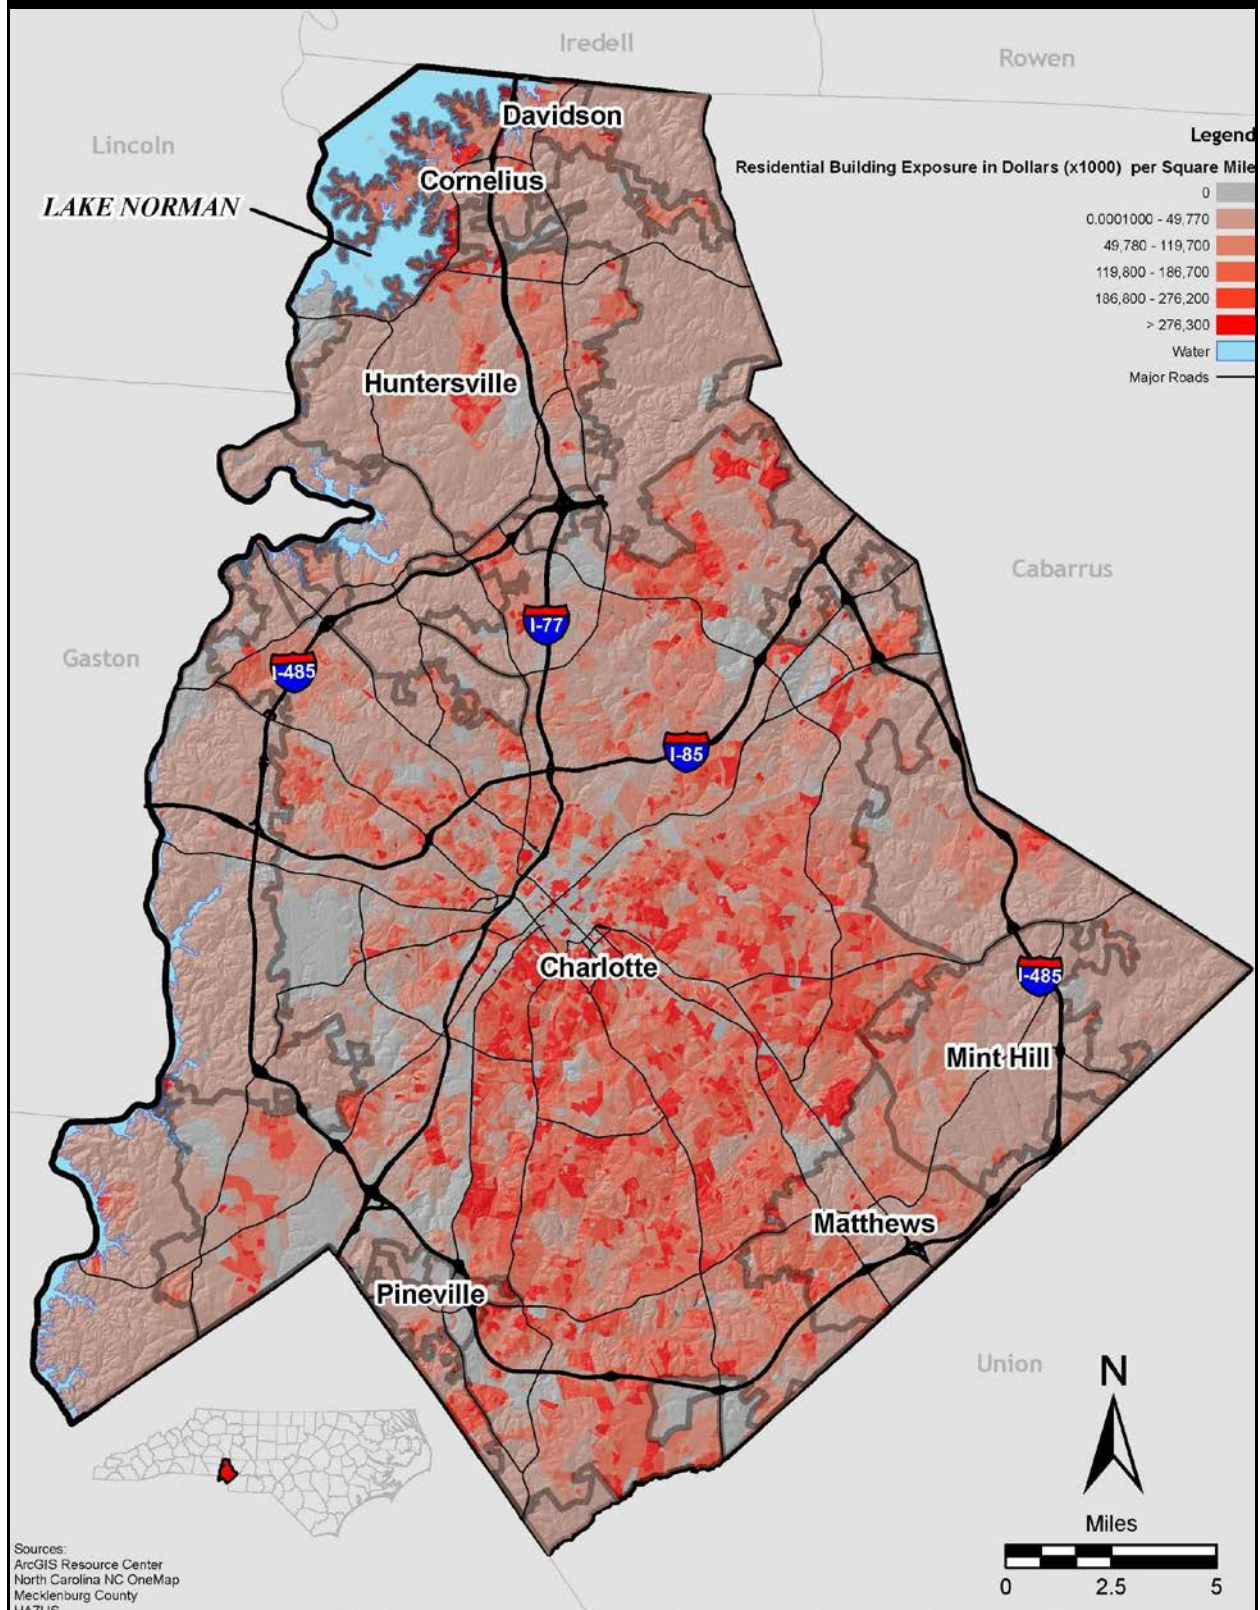 Iredell
Rowen
Lincoln
Davidson
Legend
Residential Building Exposure in Dollars (x1000) per Square Mile
0
0.0001000 - 49,770
49,780 - 119,700
119,800 - 186,700
186,800 - 276,200
> 276,300
Water
Major Roads
Cornelius
LAKE NORMAN
Huntersville
Cabarrus
Gaston
I-77
I-485
I-85
Charlotte
I-485
Mint Hill
Matthews
Pineville
Union
N
Miles
0 2.5 5
Sources:
ArcGIS Resource Center
North Carolina NC OneMap
Mecklenburg County
HAZUS